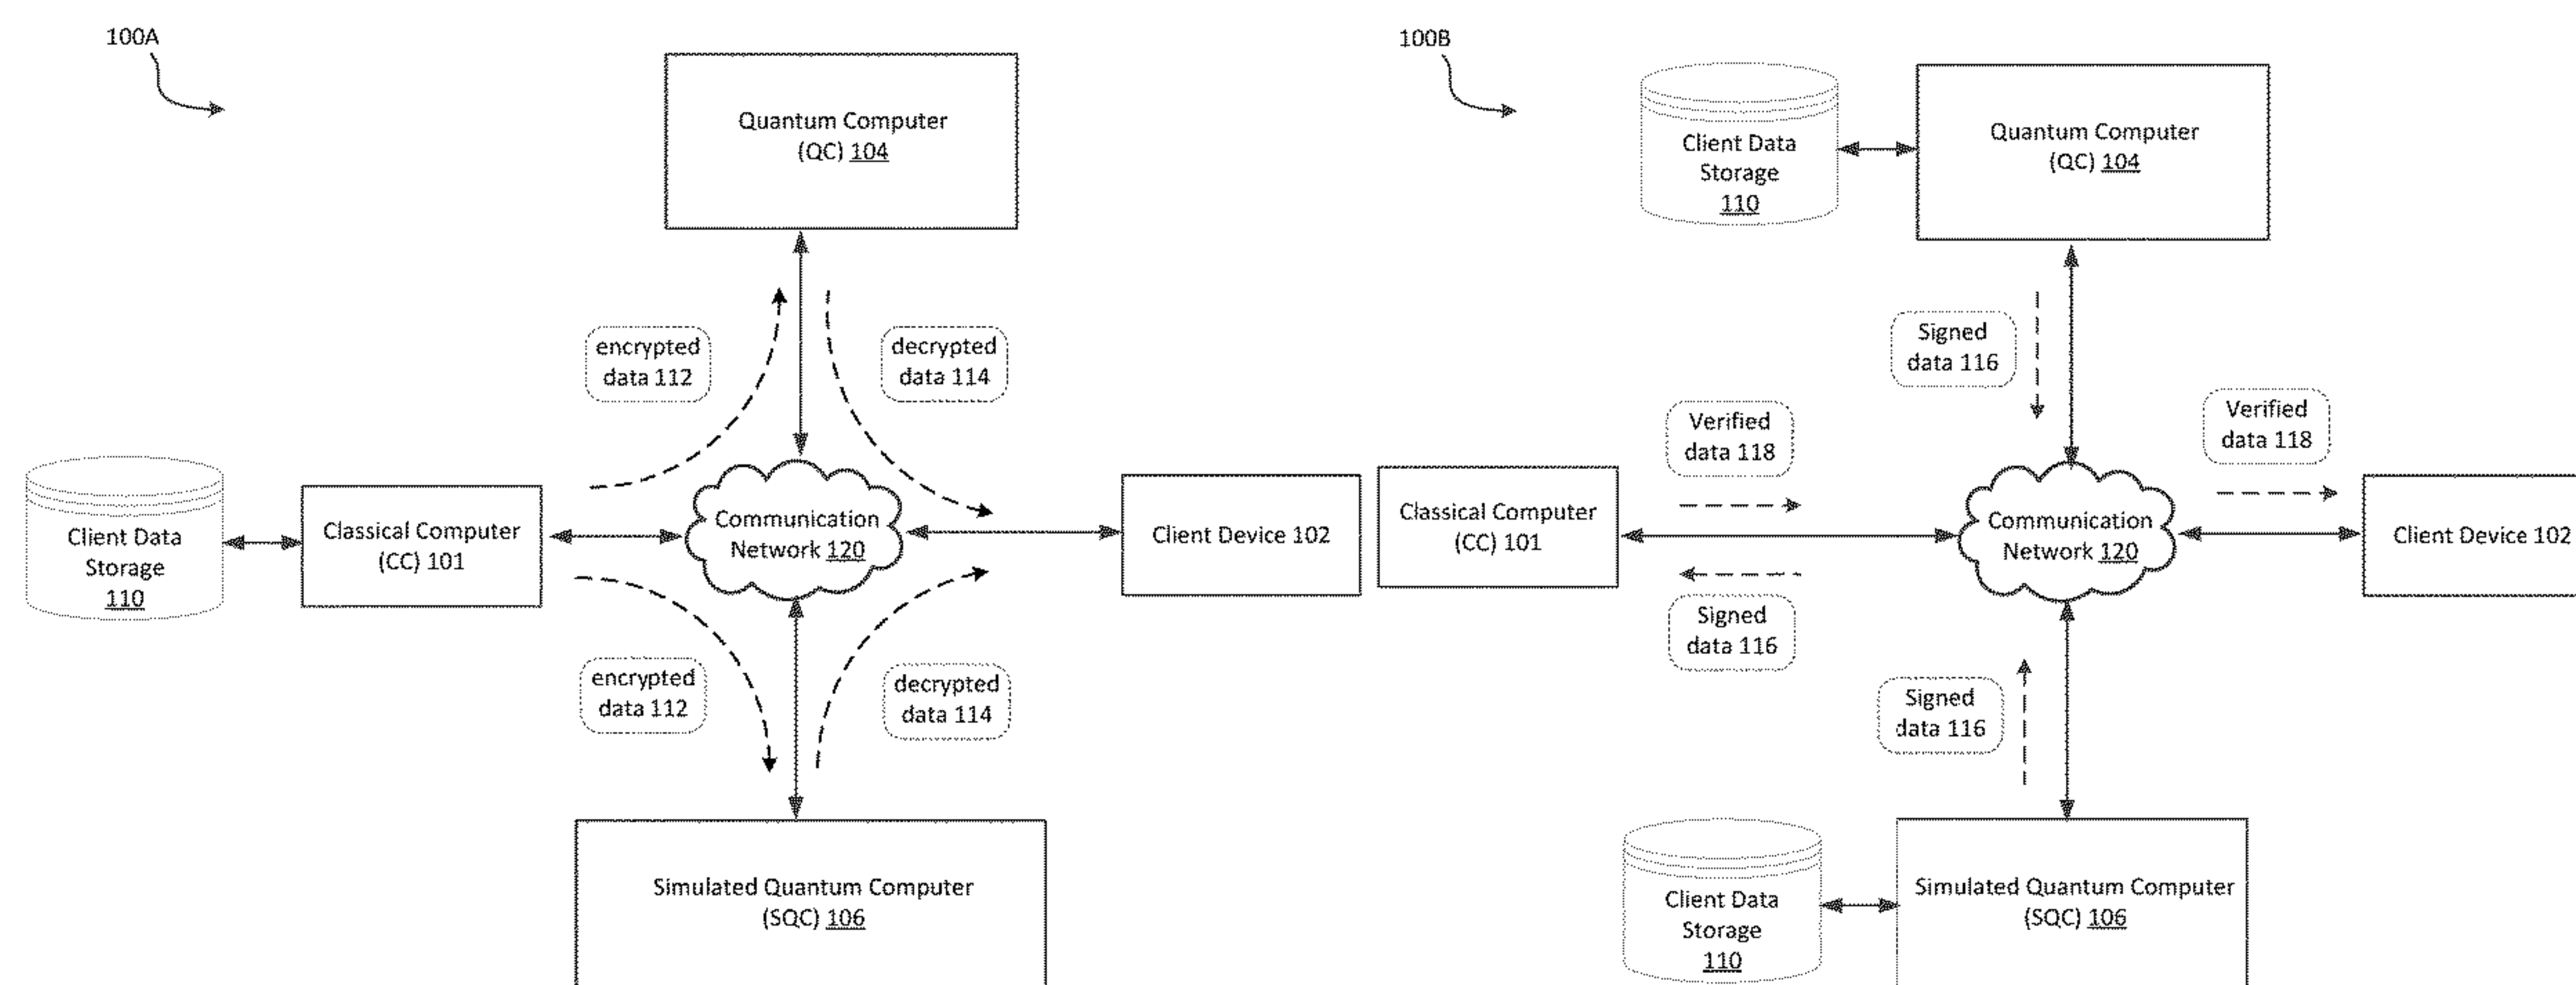 100A
Quantum Computer
(QC) 104
encrypted
data 112
decrypted
data 114
Client Data
Storage
110
Classical Computer
(CC) 101
Communication
Network 120
Client Device 102
encrypted
data 112
decrypted
data 114
Simulated Quantum Computer
(SQC) 106
100B
Client Data
Storage
110
Quantum Computer
(QC) 104
Signed
data 116
Verified
data 118
Verified
data 118
Classical Computer
(CC) 101
Communication
Network 120
Client Device 102
Signed
data 116
Signed
data 116
Client Data
Storage
110
Simulated Quantum Computer
(SQC) 106